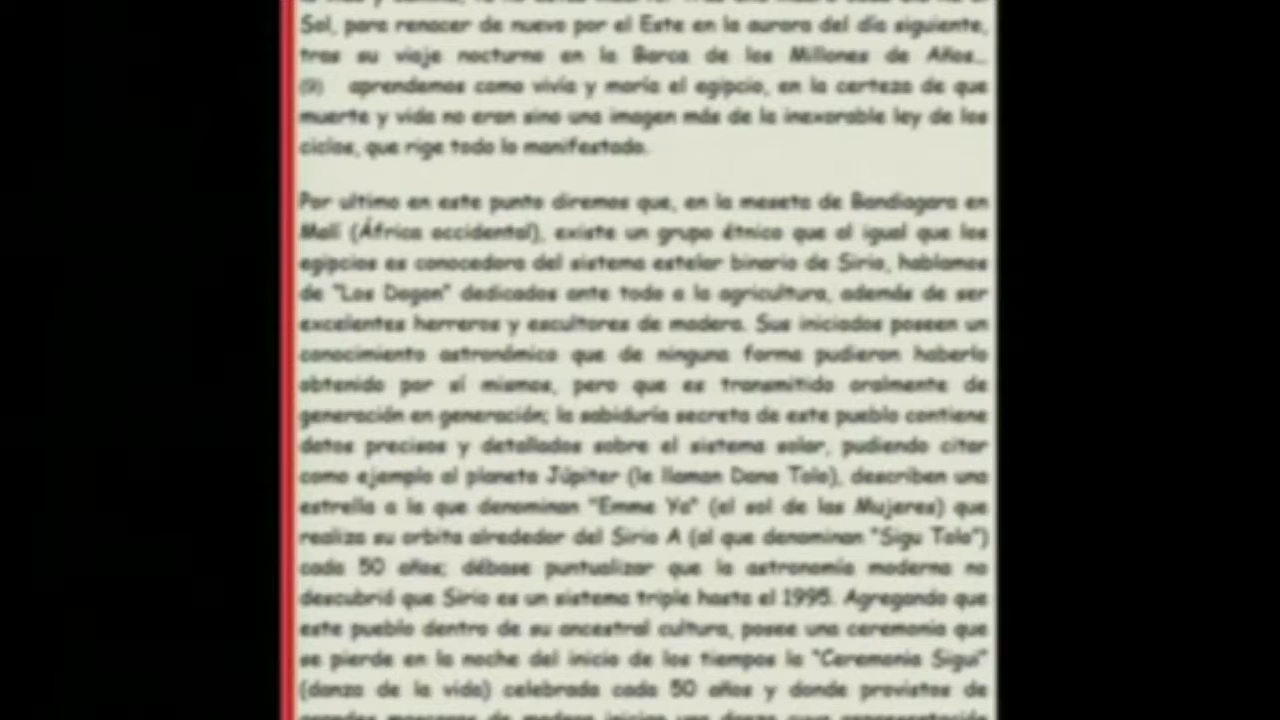 Sol, para renacer de nuevo por el Este en la aurora del día siguiente,
tras su viaje nocturno en la Barca de los Millones de Años…
(9) aprendemos como vivía y moría el egipcio, en la certeza de que
muerte y vida no eran sino una imagen más de la inexorable ley de los
ciclos, que rige todo lo manifestado.
Por ultimo en este punto diremos que, en la meseta de Bandiagara en
Malí (África occidental), existe un grupo étnico que al igual que los
egipcios es conocedora del sistema estelar binario de Sirio, hablamos
de "Los Dogon" dedicados ante todo a la agricultura, además de ser
excelentes herreros y escultores de madera. Sus iniciados poseen un
conocimiento astronómico que de ninguna forma pudieron haberlo
obtenido por sí mismos, pero que es transmitido oralmente de
generación en generación; la sabiduría secreta de este pueblo contiene
datos precisos y detallados sobre el sistema solar, pudiendo citar
como ejemplo al planeta Júpiter (le llaman Dana Tolo), describen una
estrella a la que denominan "Emme Ya" (el sol de las Mujeres) que
realiza su orbita alrededor del Sirio A (al que denominan "Sigu Tolo")
cada 50 años; débase puntualizar que la astronomía moderna no
descubrió que Sirio es un sistema triple hasta el 1995. Agregando que
este pueblo dentro de su ancestral cultura, posee una ceremonia que
se pierde en la noche del inicio de los tiempos la "Ceremonia Sigui"
(danza de la vida) celebrada cada 50 años y donde provistos de